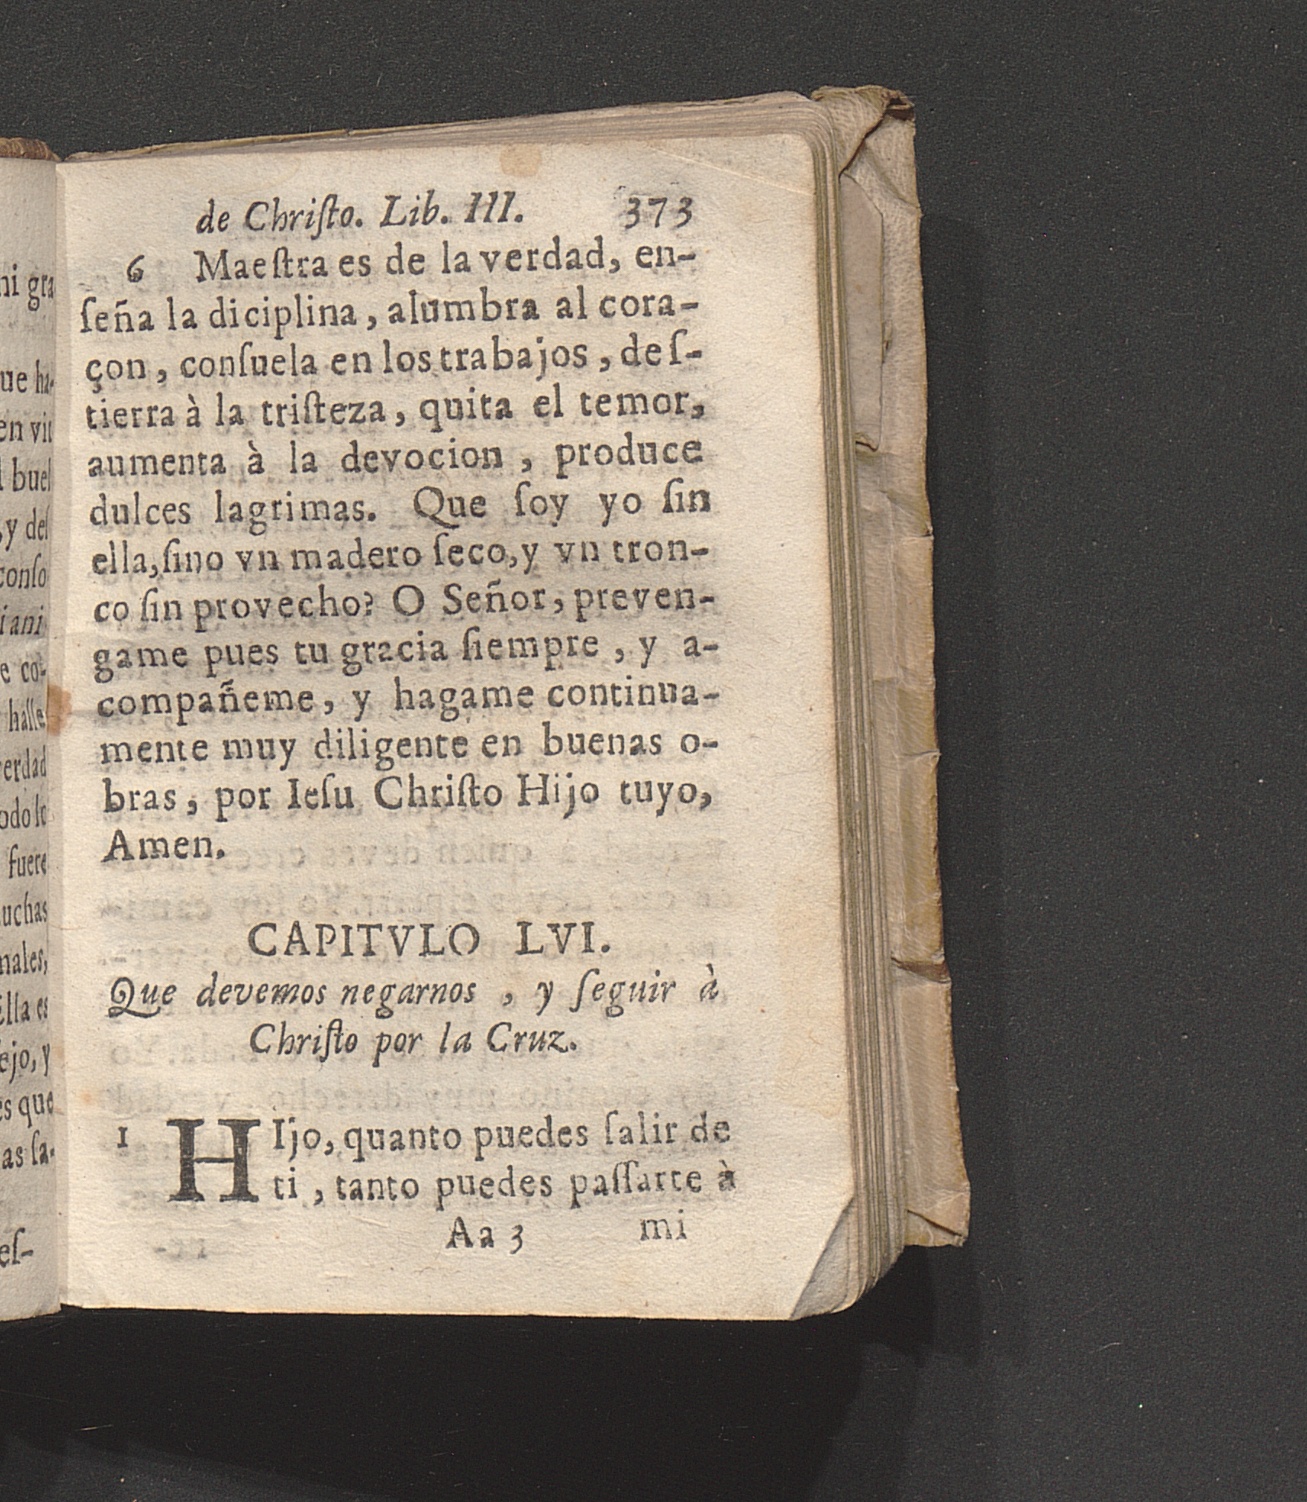 de Chriſto. Lib. III. 373
6 Maeſtra es de la verdad, en-
ſeña la diciplina, alumbra al cora-
çon, conſuela en los trabajos, deſ-
tierra à la triſteza, quita el temor,
aumenta à la devocion, produce
dulces lagrimas. Que ſoy yo ſin
ella, ſino vn madero ſeco, y vn tron-
co ſin provecho? O Señor, preven-
game pues tu gracia ſiempre, y a-
compañeme, y hagame continua-
mente muy diligente en buenas o-
bras, por Ieſu Chriſto Hijo tuyo,
Amen.
CAPITVLO LVI.
Que devemos negarnos, y ſeguir à
Chriſto por la Cruz.
1 HIjo, quanto puedes ſalir de
ti, tanto puedes paſſarte à
Aa 3 mi